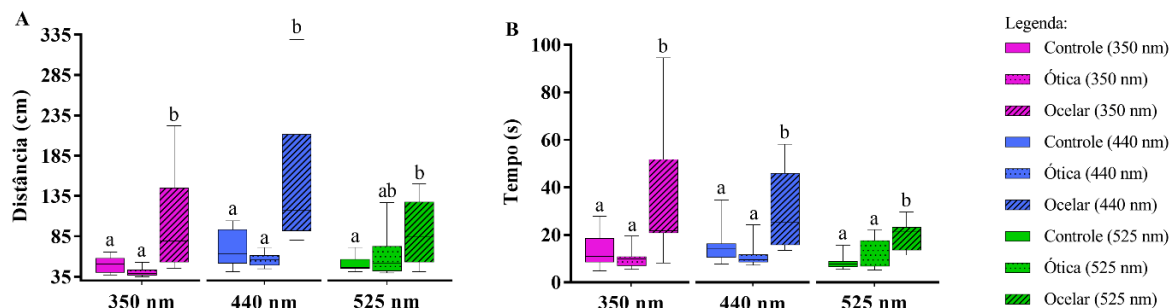 A
Distância (cm)
335
285
235
185
135
85
35
a
a
b
a
a
b
a
ab
b
350 nm
440 nm
525 nm
B
Tempo (s)
100
80
60
40
20
0
a
a
b
a
a
b
a
a
b
350 nm
440 nm
525 nm
Legenda:
Controle (350 nm)
Ótica (350 nm)
Ocelar (350 nm)
Controle (440 nm)
Ótica (440 nm)
Ocelar (440 nm)
Controle (525 nm)
Ótica (525 nm)
Ocelar (525 nm)